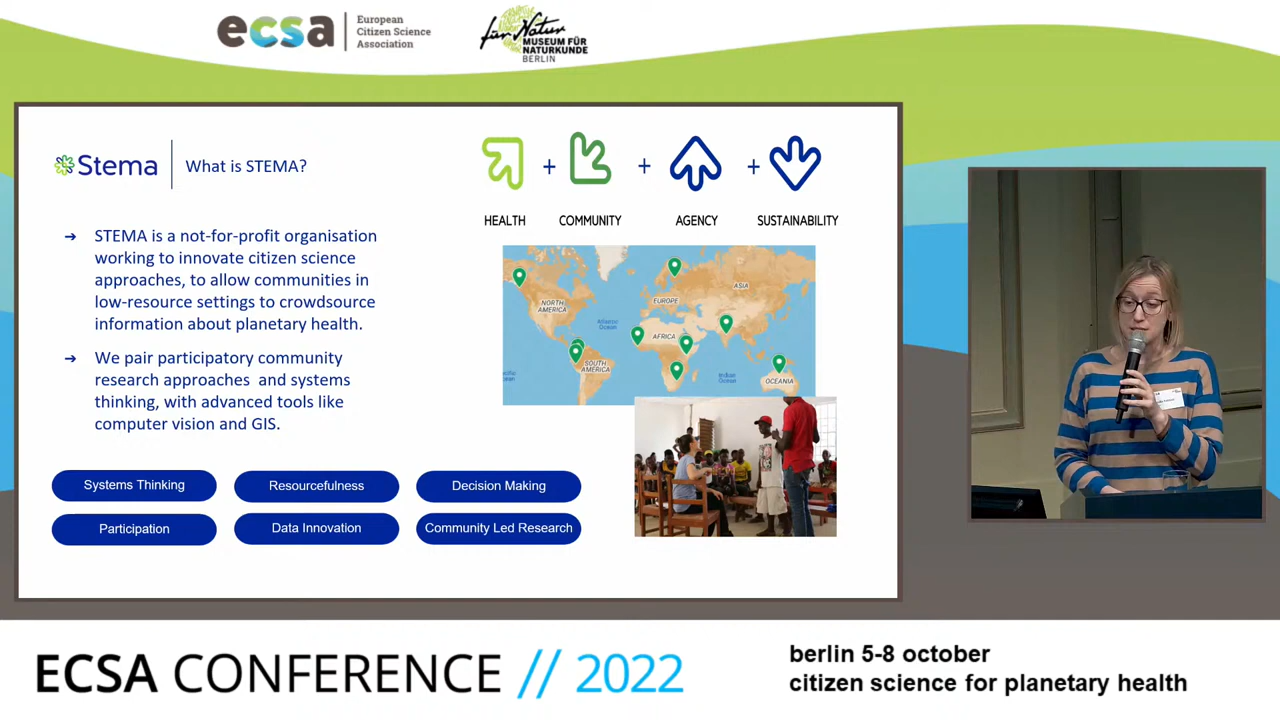 ecsa
European
Citizen Science
Association
für Natur
MUSEUM FÜR
NATURKUNDE
BERLIN
Stema
What is STEMA?
+ + +
HEALTH COMMUNITY AGENCY SUSTAINABILITY
➔ STEMA is a not-for-profit organisation
working to innovate citizen science
approaches, to allow communities in
low-resource settings to crowdsource
information about planetary health.
➔ We pair participatory community
research approaches and systems
thinking, with advanced tools like
computer vision and GIS.
NORTH
AMERICA
Atlantic
Ocean
EUROPE
ASIA
AFRICA
SOUTH
AMERICA
Indian
Ocean
OCEANIA
Systems Thinking
Resourcefulness
Decision Making
Participation
Data Innovation
Community Led Research
ECSA CONFERENCE // 2022
berlin 5-8 october
citizen science for planetary health